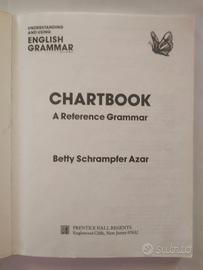 UNDERSTANDING
AND USING
ENGLISH
GRAMMAR
CHARTBOOK
A Reference Grammar
Betty Schrampfer Azar
PRENTICE HALL REGENTS
Englewood Cliffs, New Jersey 07632
Subito